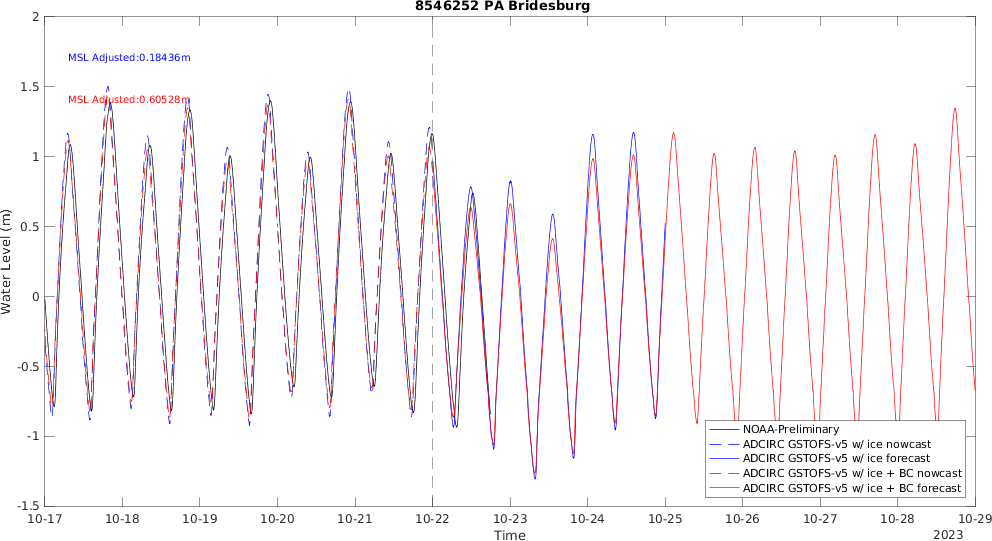 8546252 PA Bridesburg
2
1.5
1
0.5
0
-0.5
-1
-1.5
Water Level (m)
MSL Adjusted:0.18436m
MSL Adjusted:0.60528m
NOAA-Preliminary
ADCIRC GSTOFS-v5 w/ ice nowcast
ADCIRC GSTOFS-v5 w/ ice forecast
ADCIRC GSTOFS-v5 w/ ice + BC nowcast
ADCIRC GSTOFS-v5 w/ ice + BC forecast
10-17 10-18 10-19 10-20 10-21 10-22 10-23 10-24 10-25 10-26 10-27 10-28 10-29
Time
2023